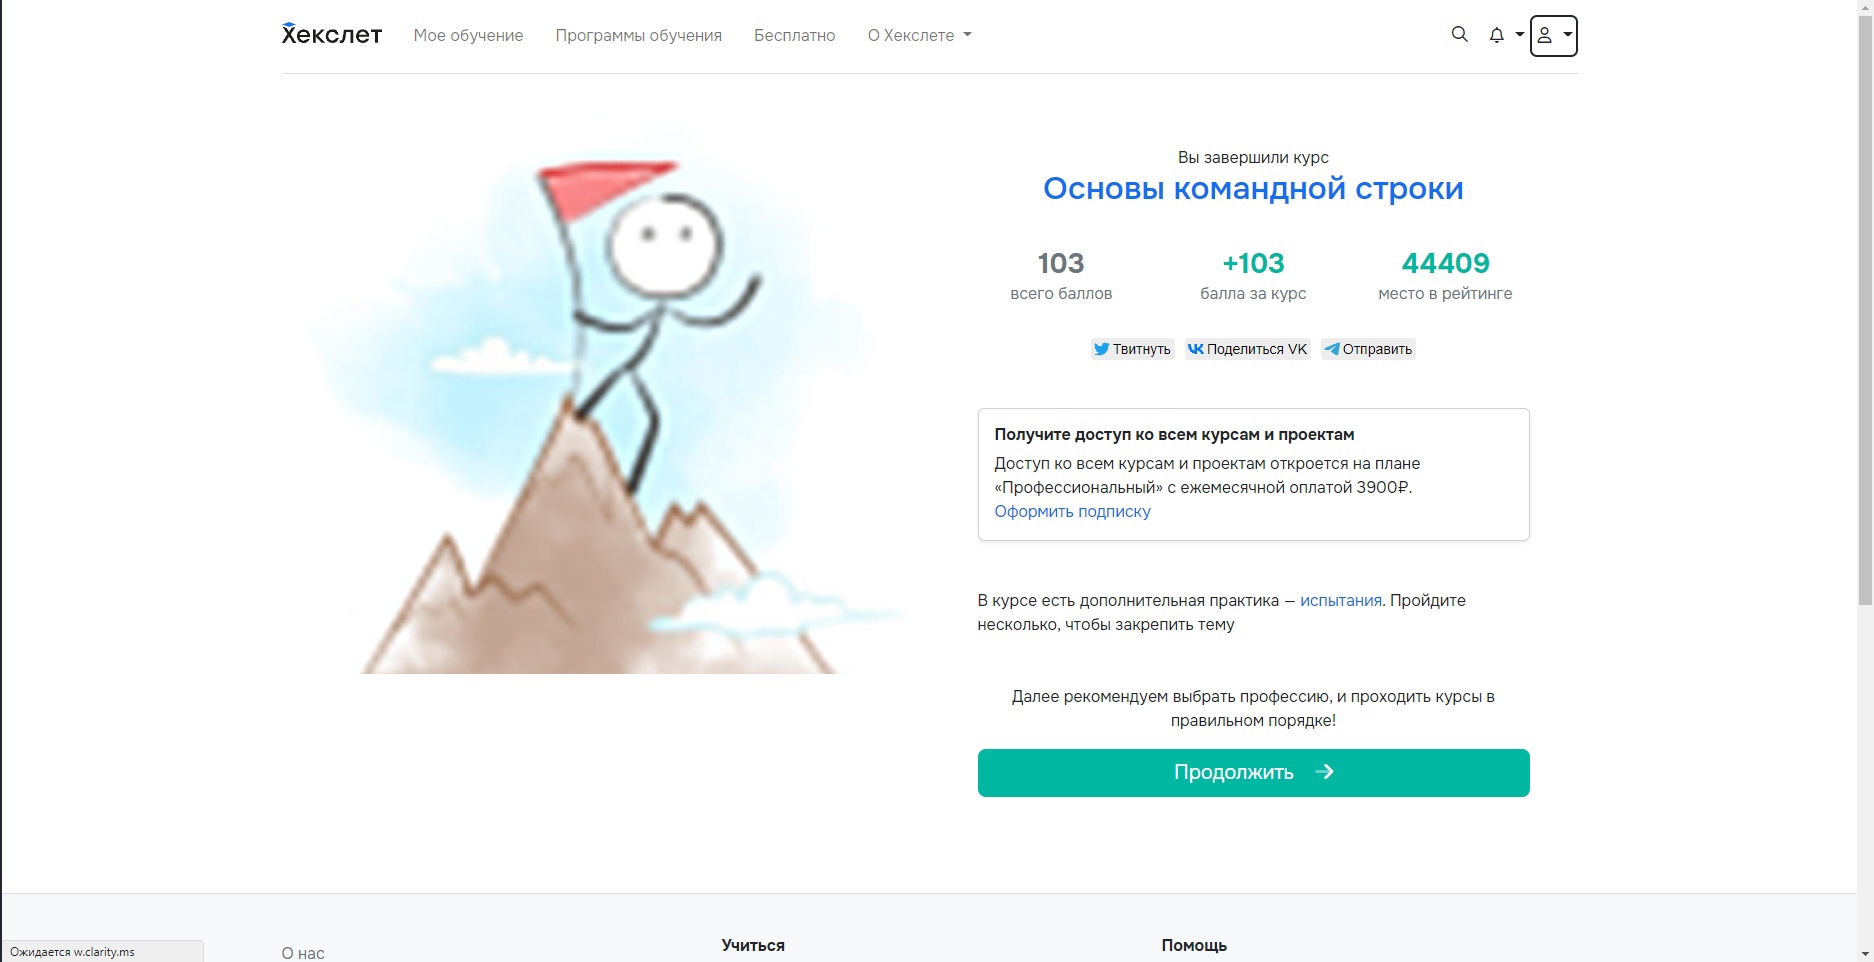 Хекслет
Мое обучение
Программы обучения
Бесплатно
О Хекслете
Вы завершили курс
Основы командной строки
103
всего баллов
+103
балла за курс
44409
место в рейтинге
Твитнуть
Поделиться VK
Отправить
Получите доступ ко всем курсам и проектам
Доступ ко всем курсам и проектам откроется на плане
«Профессиональный» с ежемесячной оплатой 3900₽.
Оформить подписку
В курсе есть дополнительная практика — испытания. Пройдите
несколько, чтобы закрепить тему
Далее рекомендуем выбрать профессию, и проходить курсы в
правильном порядке!
Продолжить
О нас
Учиться
Помощь
Ожидается w.clarity.ms